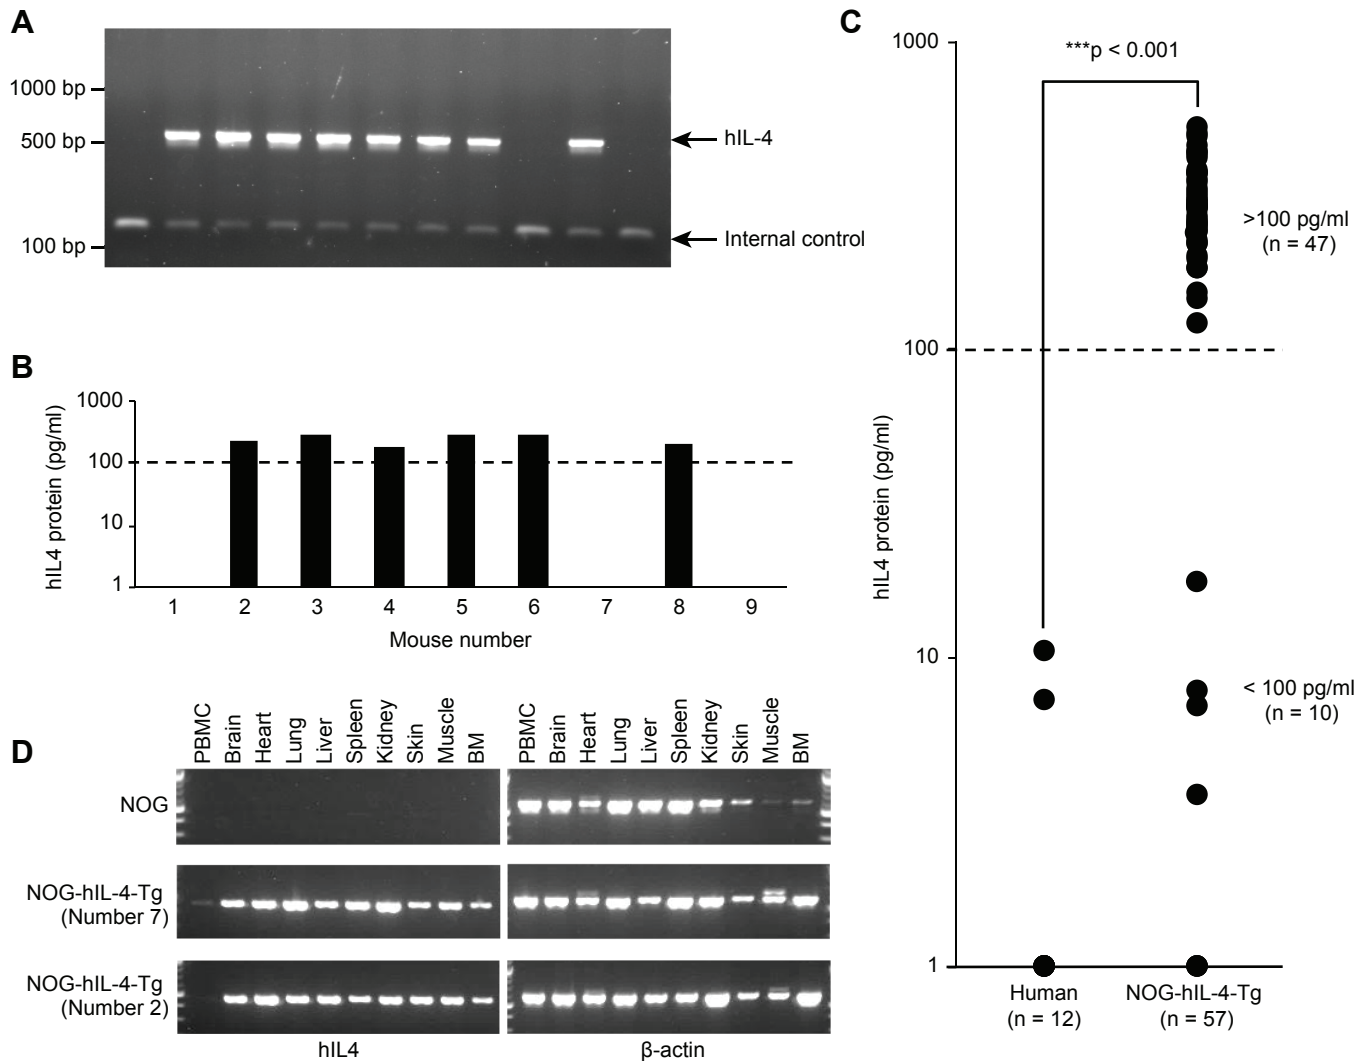 A
1000 bp
500 bp
100 bp
hIL-4
Internal control
B
hIL4 protein (pg/ml)
1000
100
10
1
1 2 3 4 5 6 7 8 9
Mouse number
C
1000
100
10
1
hIL4 protein (pg/ml)
***p < 0.001
>100 pg/ml
(n = 47)
< 100 pg/ml
(n = 10)
Human
(n = 12)
NOG-hIL-4-Tg
(n = 57)
D
PBMC Brain Heart Lung Liver Spleen Kidney Skin Muscle BM
PBMC Brain Heart Lung Liver Spleen Kidney Skin Muscle BM
NOG
NOG-hIL-4-Tg
(Number 7)
NOG-hIL-4-Tg
(Number 2)
hIL4
β-actin